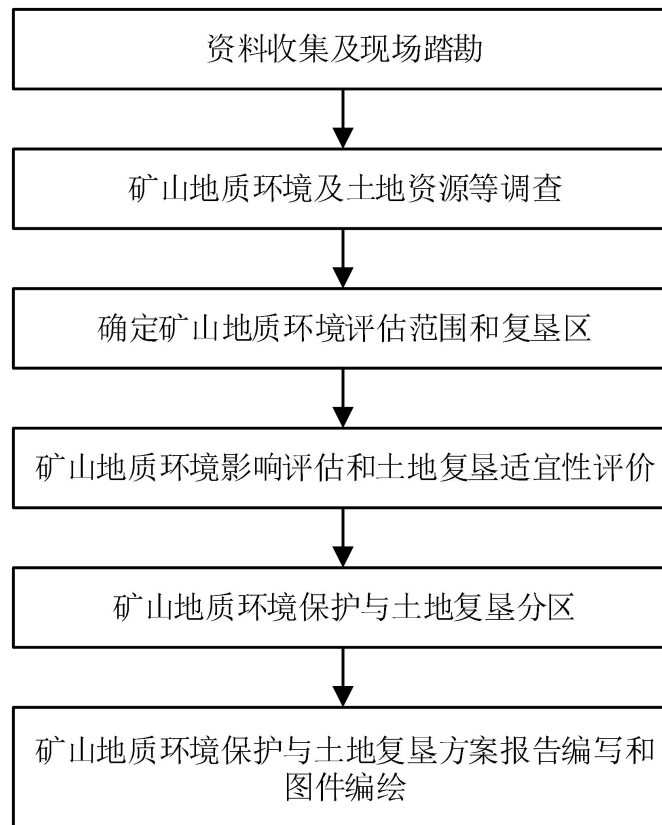 资料收集及现场踏勘
矿山地质环境及土地资源等调查
确定矿山地质环境评估范围和复垦区
矿山地质环境影响评估和土地复垦适宜性评价
矿山地质环境保护与土地复垦分区
矿山地质环境保护与土地复垦方案报告编写和
图件编绘